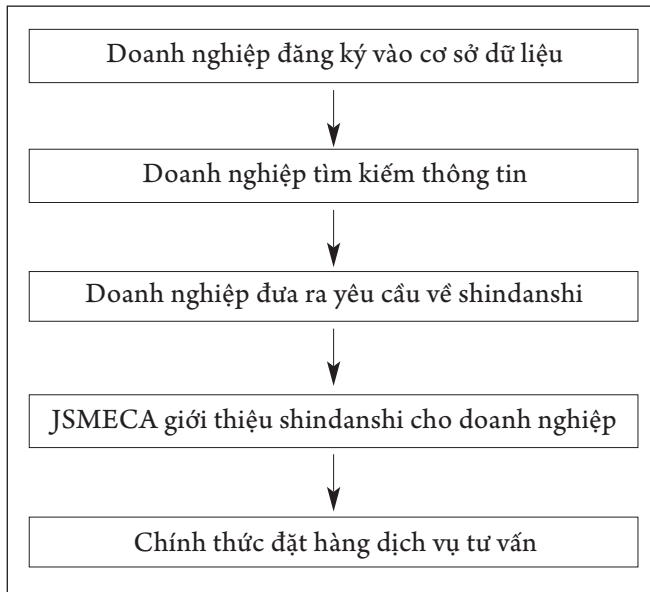 Doanh nghiệp đăng ký vào cơ sở dữ liệu
Doanh nghiệp tìm kiếm thông tin
Doanh nghiệp đưa ra yêu cầu về shindanshi
JSMECA giới thiệu shindanshi cho doanh nghiệp
Chính thức đặt hàng dịch vụ tư vấn